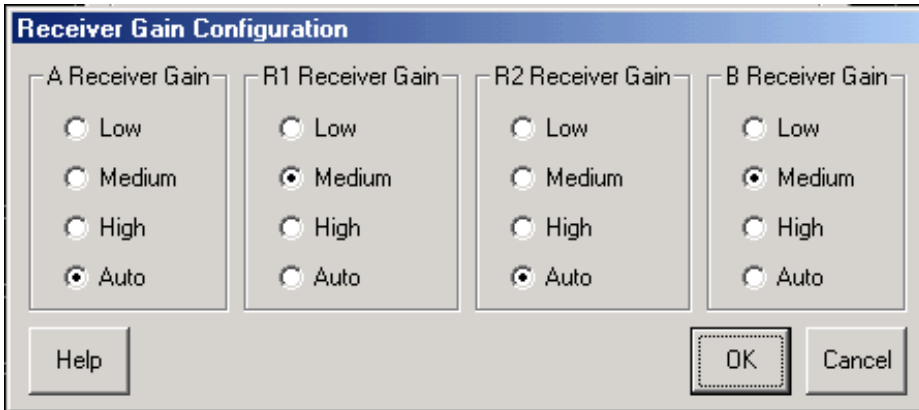 Receiver Gain Configuration
A Receiver Gain
Low
Medium
High
Auto
R1 Receiver Gain
Low
Medium
High
Auto
R2 Receiver Gain
Low
Medium
High
Auto
B Receiver Gain
Low
Medium
High
Auto
Help
OK
Cancel